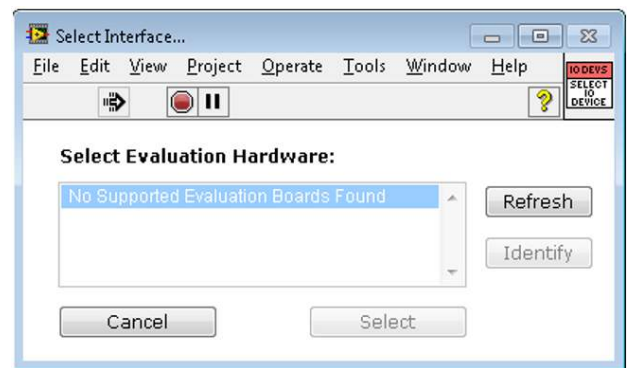 Select Interface...
File Edit View Project Operate Tools Window Help
IO DEVS
SELECT
IO
DEVICE
Select Evaluation Hardware:
No Supported Evaluation Boards Found
Refresh
Identify
Cancel Select